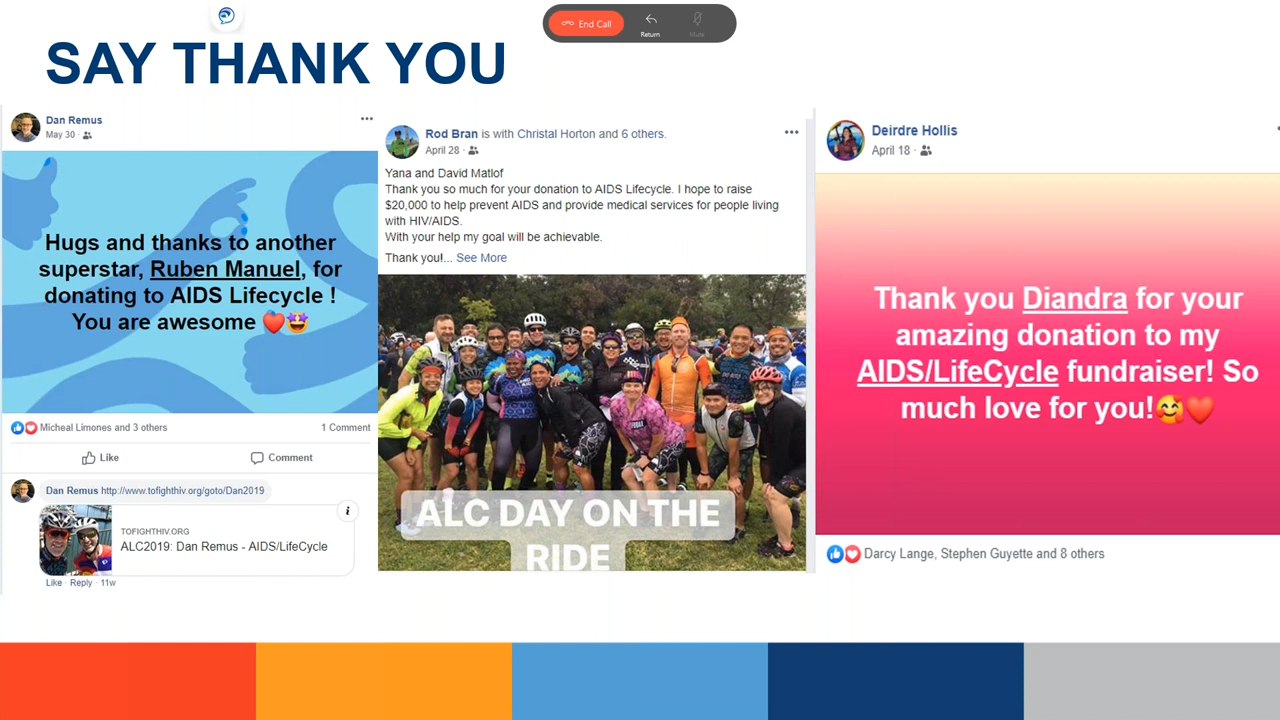 End Call
Return
Mute
SAY THANK YOU
Dan Remus
May 30 ·
Hugs and thanks to another
superstar, Ruben Manuel, for
donating to AIDS Lifecycle !
You are awesome ❤️🤩
Micheal Limones and 3 others
1 Comment
Like
Comment
Dan Remus http://www.tofighthiv.org/goto/Dan2019
TOFIGHTHIV.ORG
ALC2019: Dan Remus - AIDS/LifeCycle
Like · Reply · 11w
Rod Bran is with Christal Horton and 6 others.
April 28 ·
Yana and David Matlof
Thank you so much for your donation to AIDS Lifecycle. I hope to raise
$20,000 to help prevent AIDS and provide medical services for people living
with HIV/AIDS.
With your help my goal will be achievable.
Thank you!... See More
ALC DAY ON THE
RIDE
Deirdre Hollis
April 18 ·
Thank you Diandra for your
amazing donation to my
AIDS/LifeCycle fundraiser! So
much love for you!🥰❤️
Darcy Lange, Stephen Guyette and 8 others